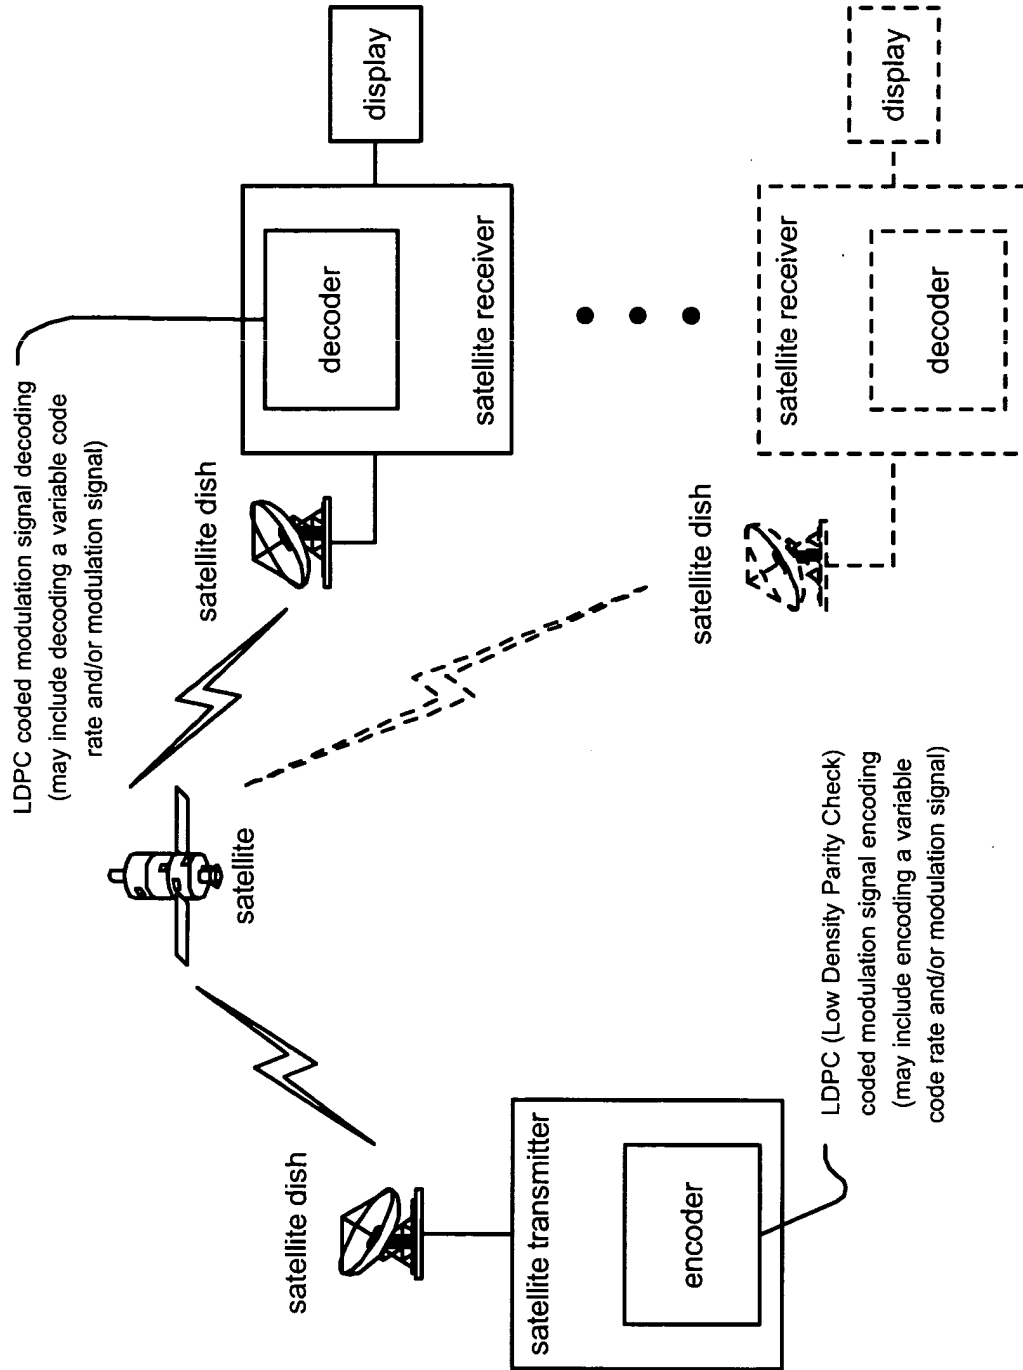 LDPC coded modulation signal decoding
(may include decoding a variable code
rate and/or modulation signal)
satellite dish
satellite
satellite dish
satellite transmitter
encoder
LDPC (Low Density Parity Check)
coded modulation signal encoding
(may include encoding a variable
code rate and/or modulation signal)
decoder
satellite receiver
display
satellite dish
satellite receiver
decoder
display